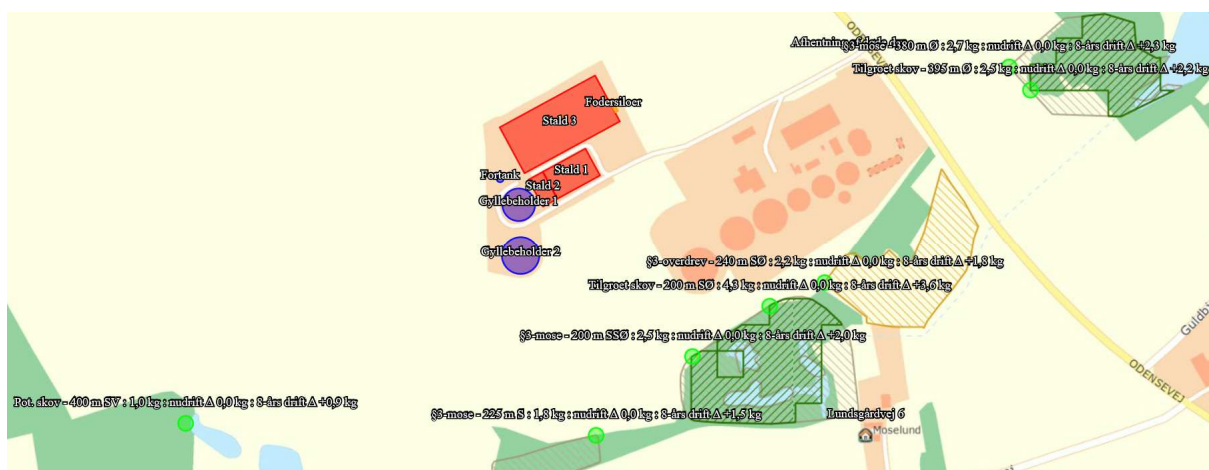 ODENSEVEJ
§3-mose - 380 m Ø : 2,7 kg : nudrift Δ 0,0 kg : 8-års drift Δ +2,3 kg
Tilgroet skov - 395 m Ø : 2,5 kg : nudrift Δ 0,0 kg : 8-års drift Δ +2,2 kg
Fodersiloer
Stald 3
Stald 1
Fortank
Stald 2
Gyllebeholder 1
Gyllebeholder 2
§3-overdrev - 240 m SØ : 2,2 kg : nudrift Δ 0,0 kg : 8-års drift Δ +1,8 kg
Tilgroet skov - 200 m SØ : 4,3 kg : nudrift Δ 0,0 kg : 8-års drift Δ +3,6 kg
§3-mose - 200 m SSØ : 2,5 kg : nudrift Δ 0,0 kg : 8-års drift Δ +2,0 kg
ODENSEVEJ
Pot. skov - 400 m SV : 1,0 kg : nudrift Δ 0,0 kg : 8-års drift Δ +0,9 kg
§3-mose - 225 m S : 1,8 kg : nudrift Δ 0,0 kg : 8-års drift Δ +1,5 kg
Lundsgårdvej 6
Moselund